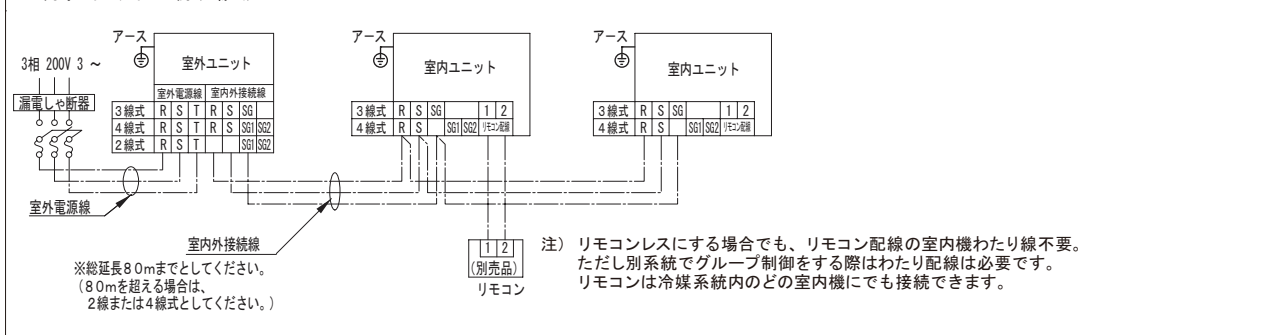 アース
3相 200V 3 ~
漏電しゃ断器
室外ユニット
室外電源線 室内外接続線
3線式 R S T R S SG
4線式 R S T R S SG1 SG2
2線式 R S T SG1 SG2
室外電源線
室内外接続線
※総延長80mまでとしてください。
(80mを超える場合は、
2線または4線式としてください。)
アース
室内ユニット
3線式 R S SG 1 2
4線式 R S SG1 SG2 リモコン配線
アース
室内ユニット
3線式 R S SG 1 2
4線式 R S SG1 SG2 リモコン配線
1 2
(別売品)
リモコン
注) リモコンレスにする場合でも、リモコン配線の室内機わたり線不要。
ただし別系統でグループ制御をする際はわたり配線は必要です。
リモコンは冷媒系統内のどの室内機にでも接続できます。